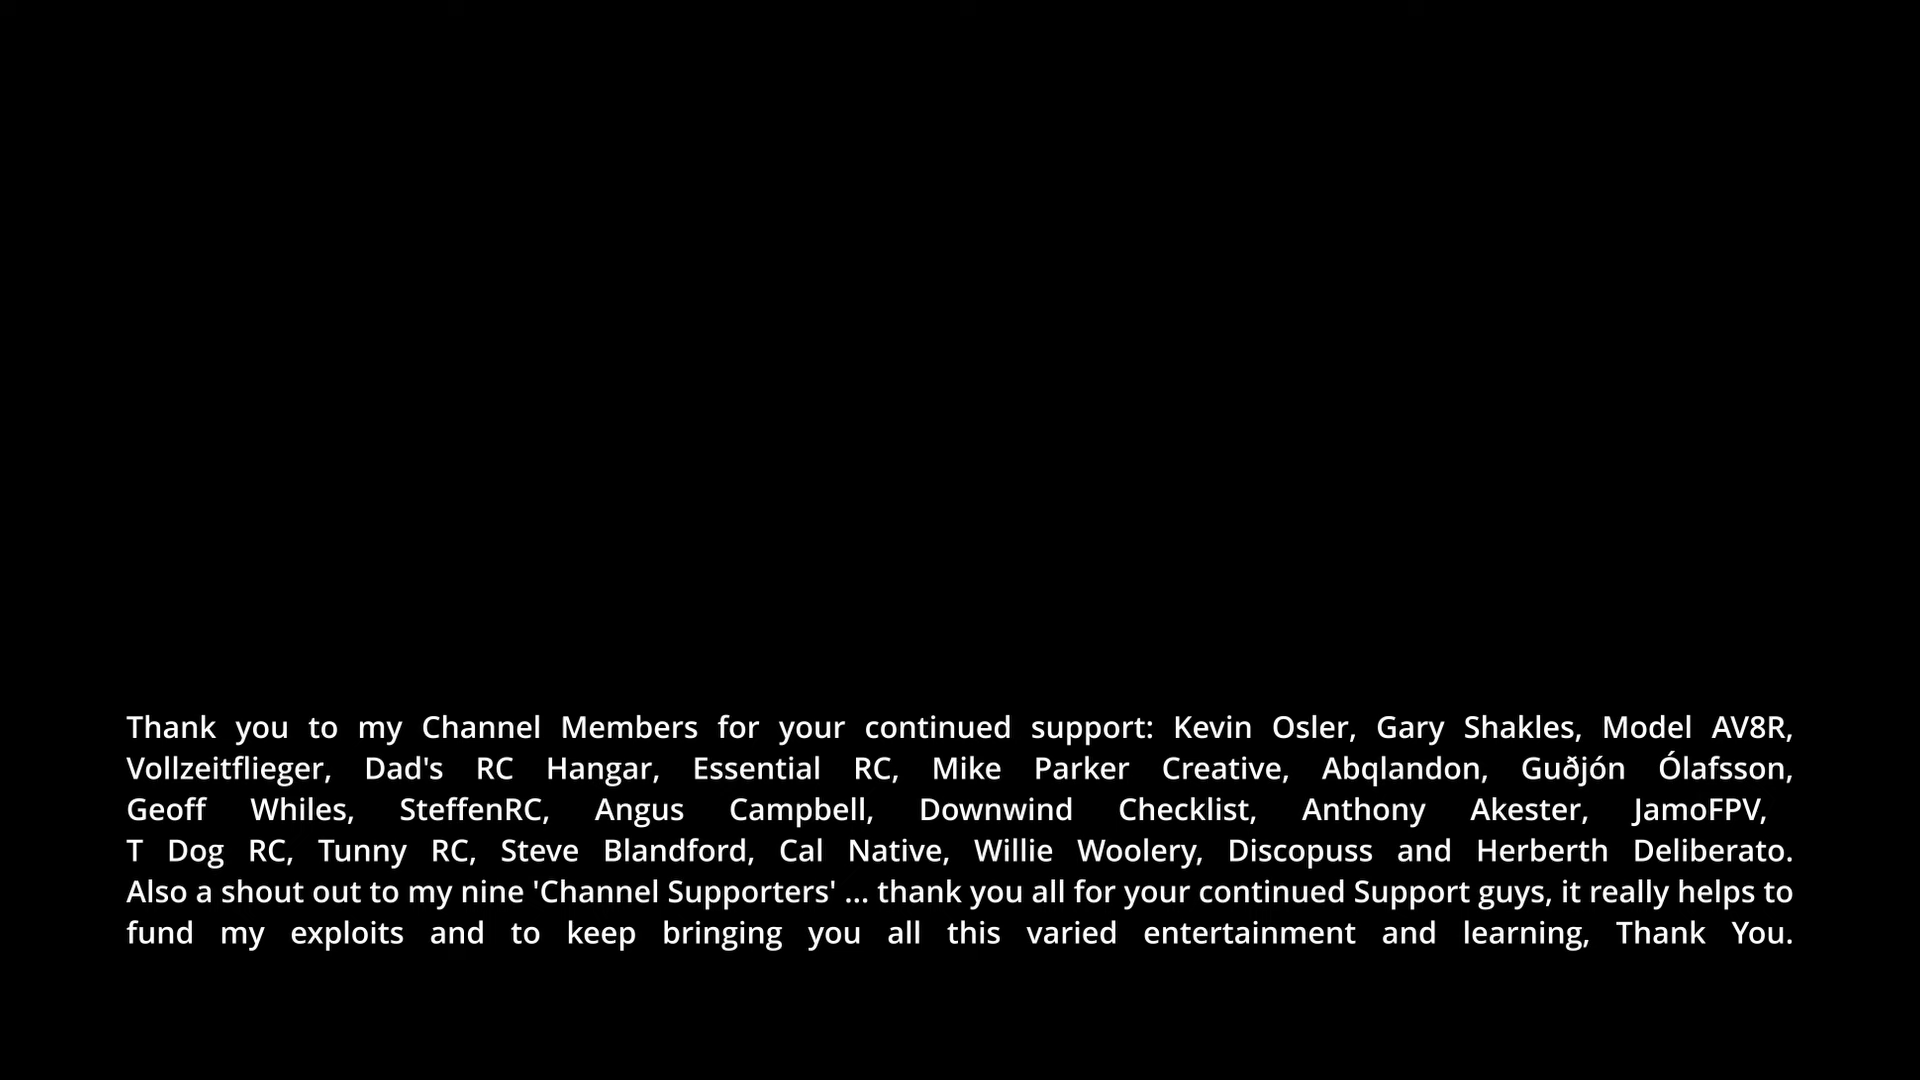 Thank you to my Channel Members for your continued support: Kevin Osler, Gary Shakles, Model AV8R,
Vollzeitflieger, Dad's RC Hangar, Essential RC, Mike Parker Creative, Abqlandon, Guðjón Ólafsson,
Geoff Whiles, SteffenRC, Angus Campbell, Downwind Checklist, Anthony Akester, JamoFPV,
T Dog RC, Tunny RC, Steve Blandford, Cal Native, Willie Woolery, Discopuss and Herberth Deliberato.
Also a shout out to my nine 'Channel Supporters' ... thank you all for your continued Support guys, it really helps to
fund my exploits and to keep bringing you all this varied entertainment and learning, Thank You.